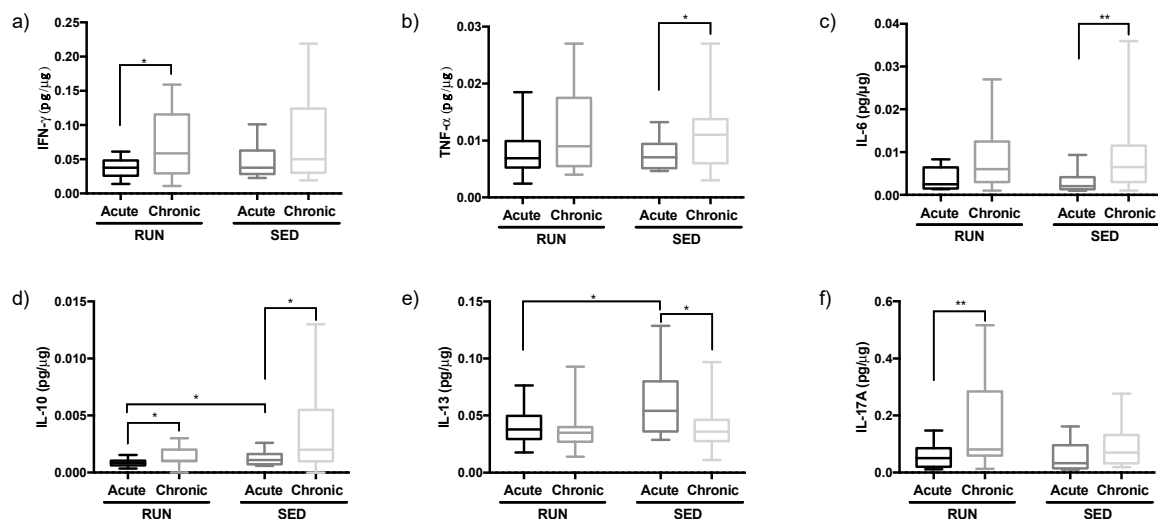 a)
IFN-γ (pg/µg)
0.25
0.20
0.15
0.10
0.05
0.00
*
Acute Chronic Acute Chronic
RUN SED
b)
TNF-α (pg/µg)
0.03
0.02
0.01
0.00
*
Acute Chronic Acute Chronic
RUN SED
c)
IL-6 (pg/µg)
0.04
0.03
0.02
0.01
0.00
**
Acute Chronic Acute Chronic
RUN SED
d)
IL-10 (pg/µg)
0.015
0.010
0.005
0.000
*
*
*
Acute Chronic Acute Chronic
RUN SED
e)
IL-13 (pg/µg)
0.15
0.10
0.05
0.00
*
*
Acute Chronic Acute Chronic
RUN SED
f)
IL-17A (pg/µg)
0.6
0.4
0.2
0.0
**
Acute Chronic Acute Chronic
RUN SED